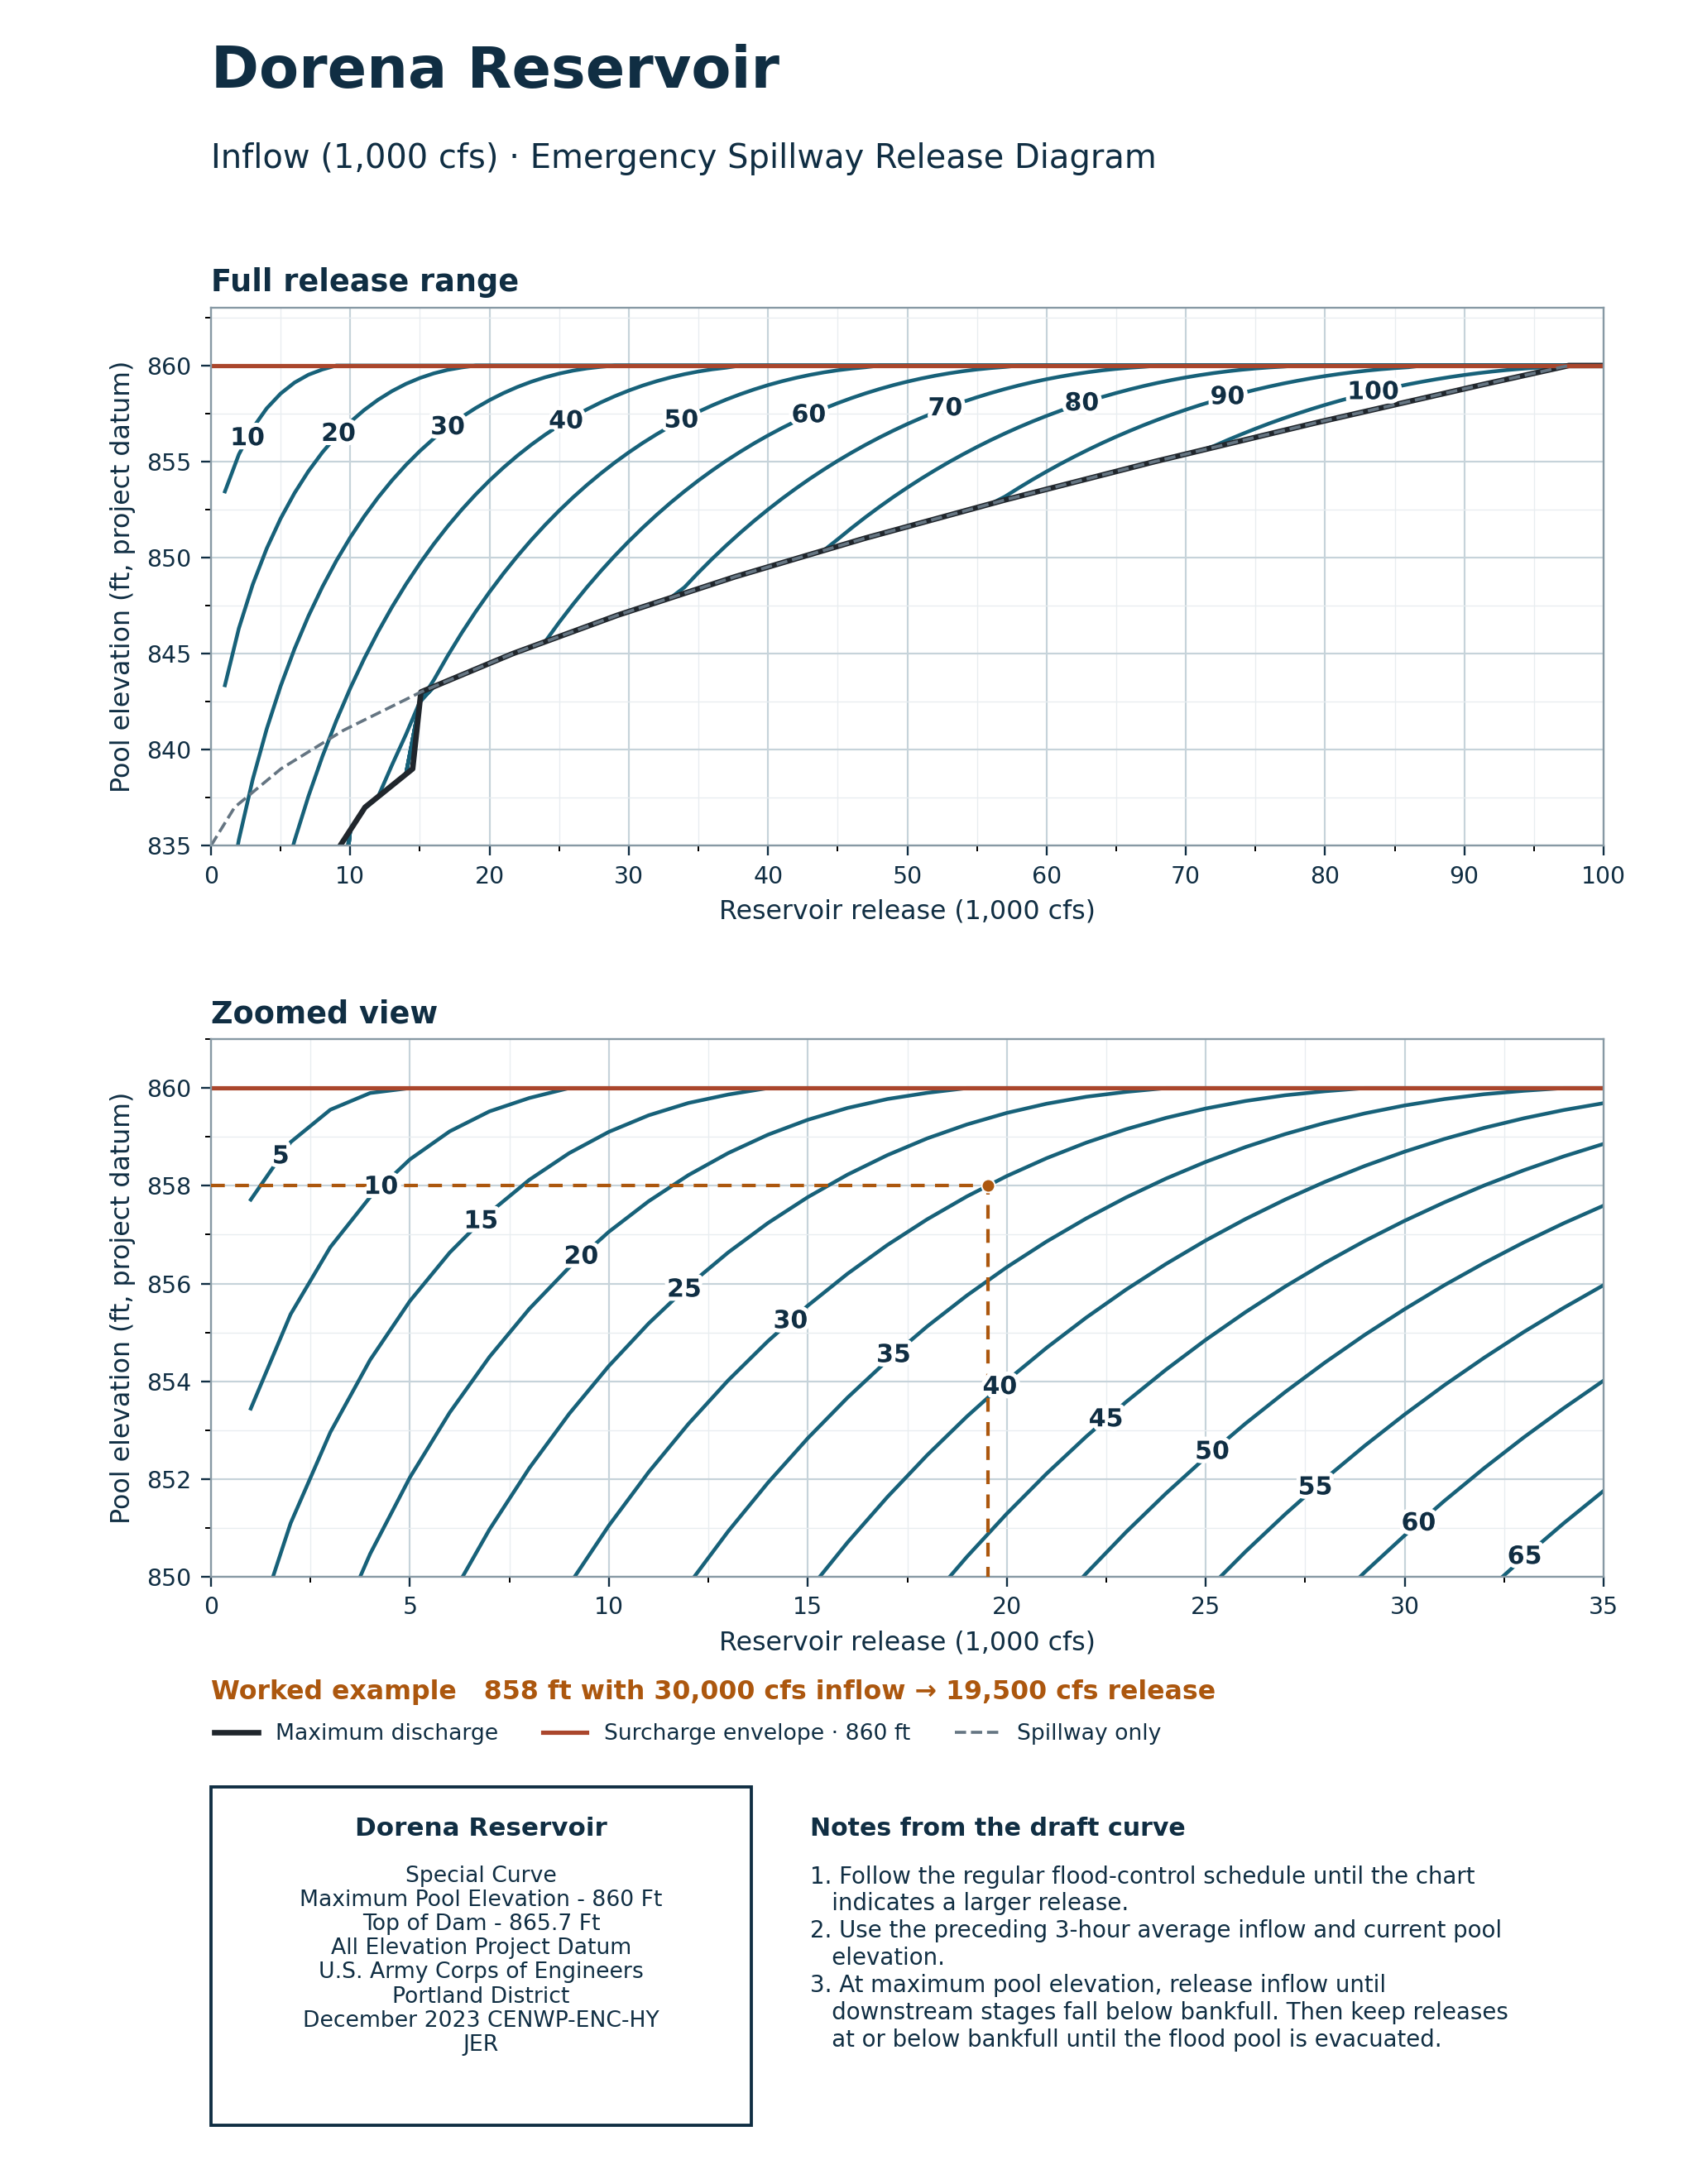 Dorena Reservoir
Inflow (1,000 cfs) · Emergency Spillway Release Diagram
Full release range
Pool elevation (ft, project datum)
860
855
850
845
840
835
10
20
30
40
50
60
70
80
90
100
0 10 20 30 40 50 60 70 80 90 100
Reservoir release (1,000 cfs)
Zoomed view
Pool elevation (ft, project datum)
860
858
856
854
852
850
5
10
15
20
25
30
35
40
45
50
55
60
65
0 5 10 15 20 25 30 35
Reservoir release (1,000 cfs)
Worked example 858 ft with 30,000 cfs inflow → 19,500 cfs release
Maximum discharge Surcharge envelope · 860 ft Spillway only
Dorena Reservoir
Special Curve
Maximum Pool Elevation - 860 Ft
Top of Dam - 865.7 Ft
All Elevation Project Datum
U.S. Army Corps of Engineers
Portland District
December 2023 CENWP-ENC-HY
JER
Notes from the draft curve
1. Follow the regular flood-control schedule until the chart
indicates a larger release.
2. Use the preceding 3-hour average inflow and current pool
elevation.
3. At maximum pool elevation, release inflow until
downstream stages fall below bankfull. Then keep releases
at or below bankfull until the flood pool is evacuated.